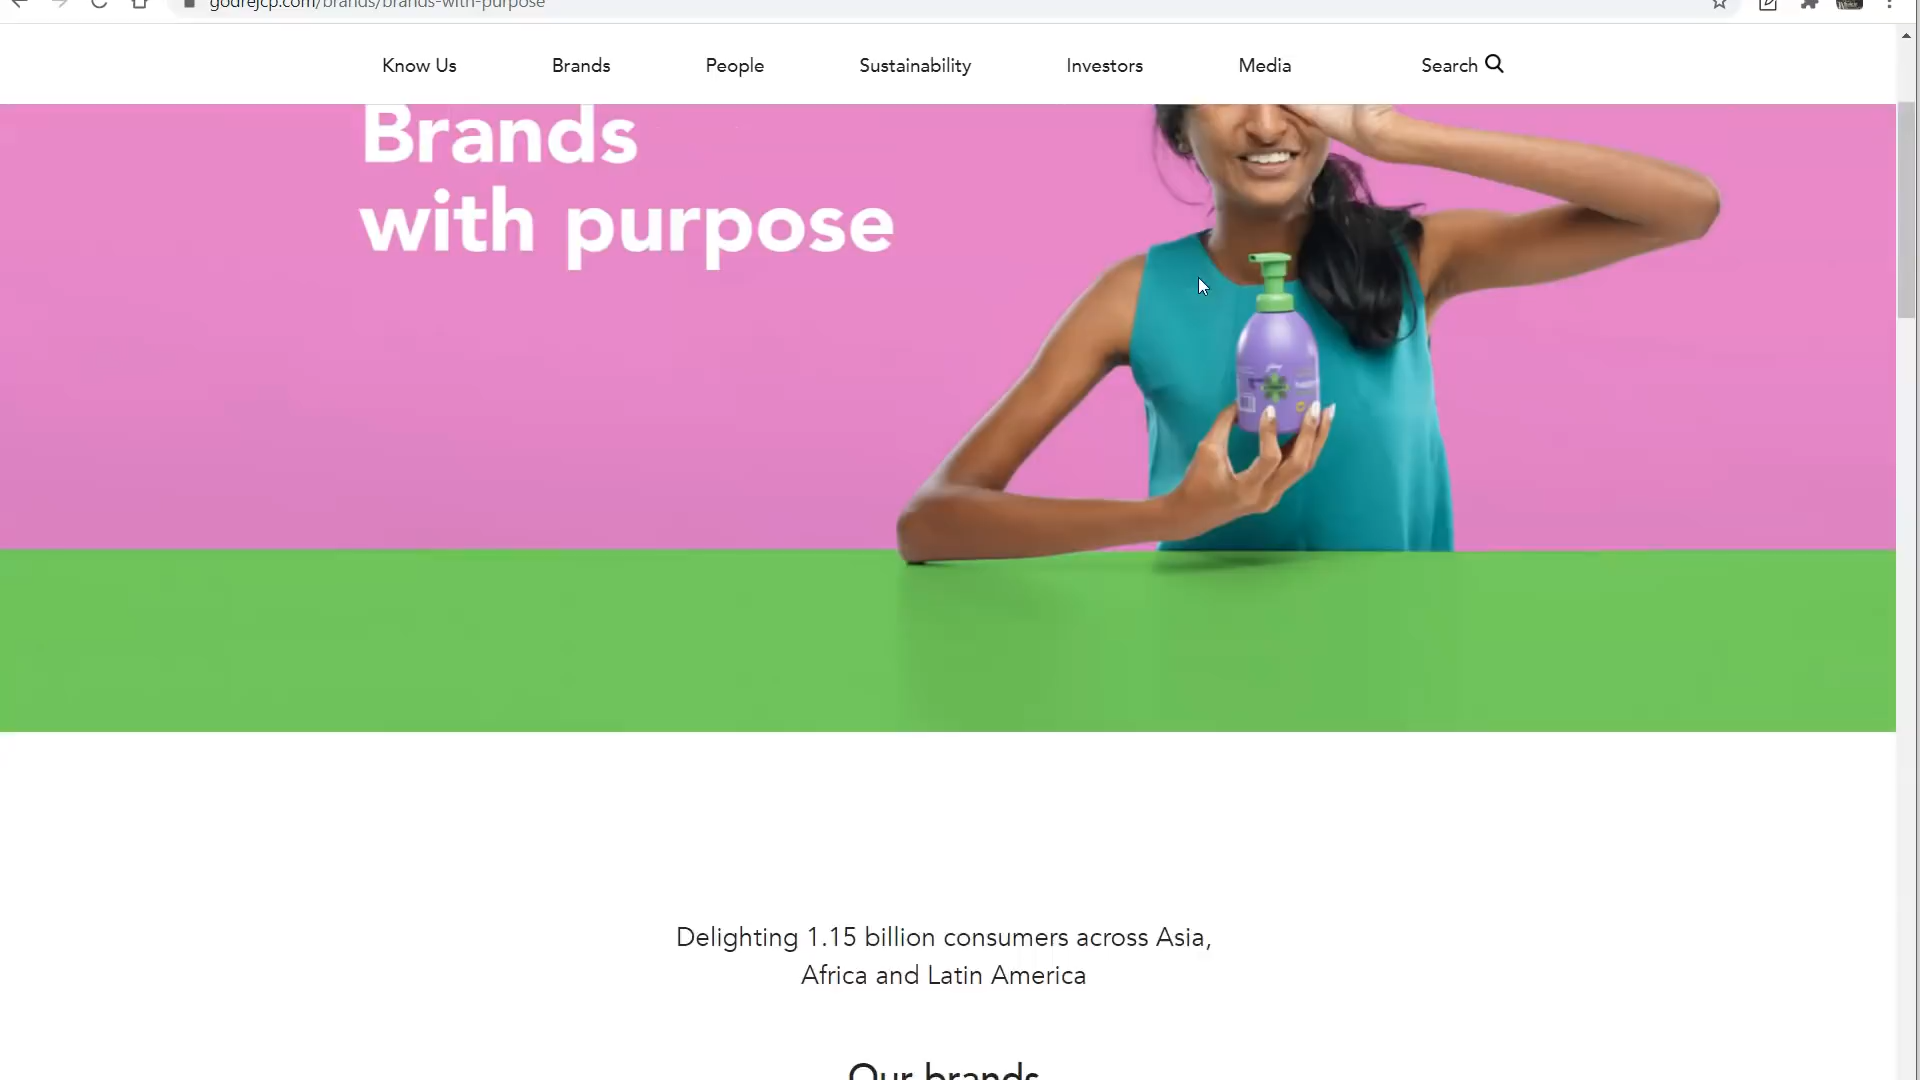 godrejcp.com/brands/brands-with-purpose
Know Us
Brands
People
Sustainability
Investors
Media
Search
Brands
with purpose
Delighting 1.15 billion consumers across Asia,
Africa and Latin America
Our brands